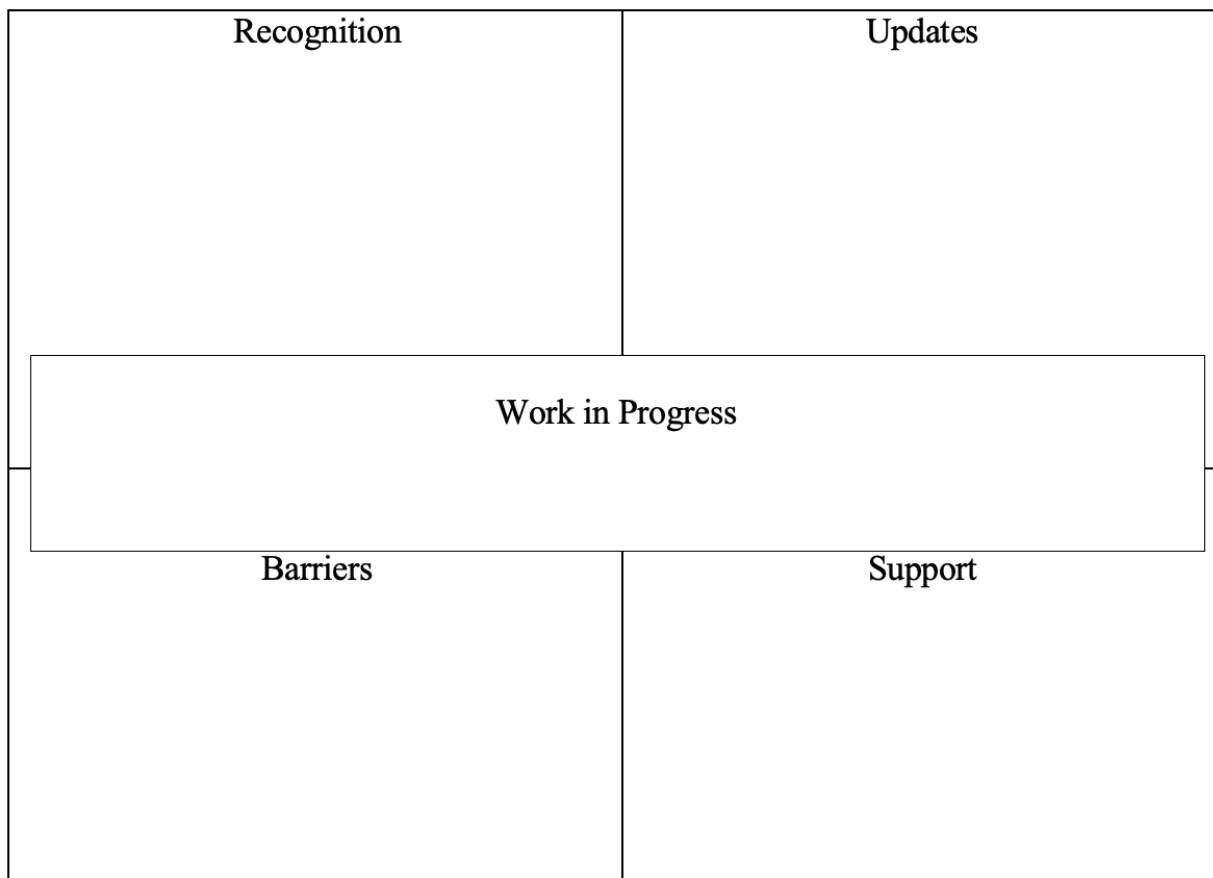 Recognition
Updates
Work in Progress
Barriers
Support